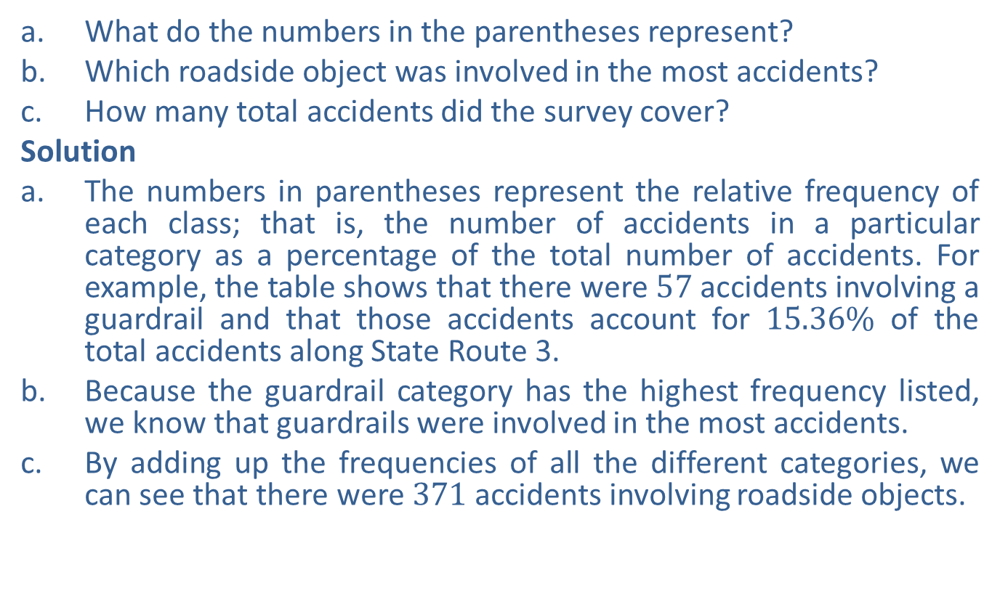 a. What do the numbers in the parentheses represent?
b. Which roadside object was involved in the most accidents?
c. How many total accidents did the survey cover?
Solution
a. The numbers in parentheses represent the relative frequency of
each class; that is, the number of accidents in a particular
category as a percentage of the total number of accidents. For
example, the table shows that there were 57 accidents involving a
guardrail and that those accidents account for 15.36% of the
total accidents along State Route 3.
b. Because the guardrail category has the highest frequency listed,
we know that guardrails were involved in the most accidents.
c. By adding up the frequencies of all the different categories, we
can see that there were 371 accidents involving roadside objects.